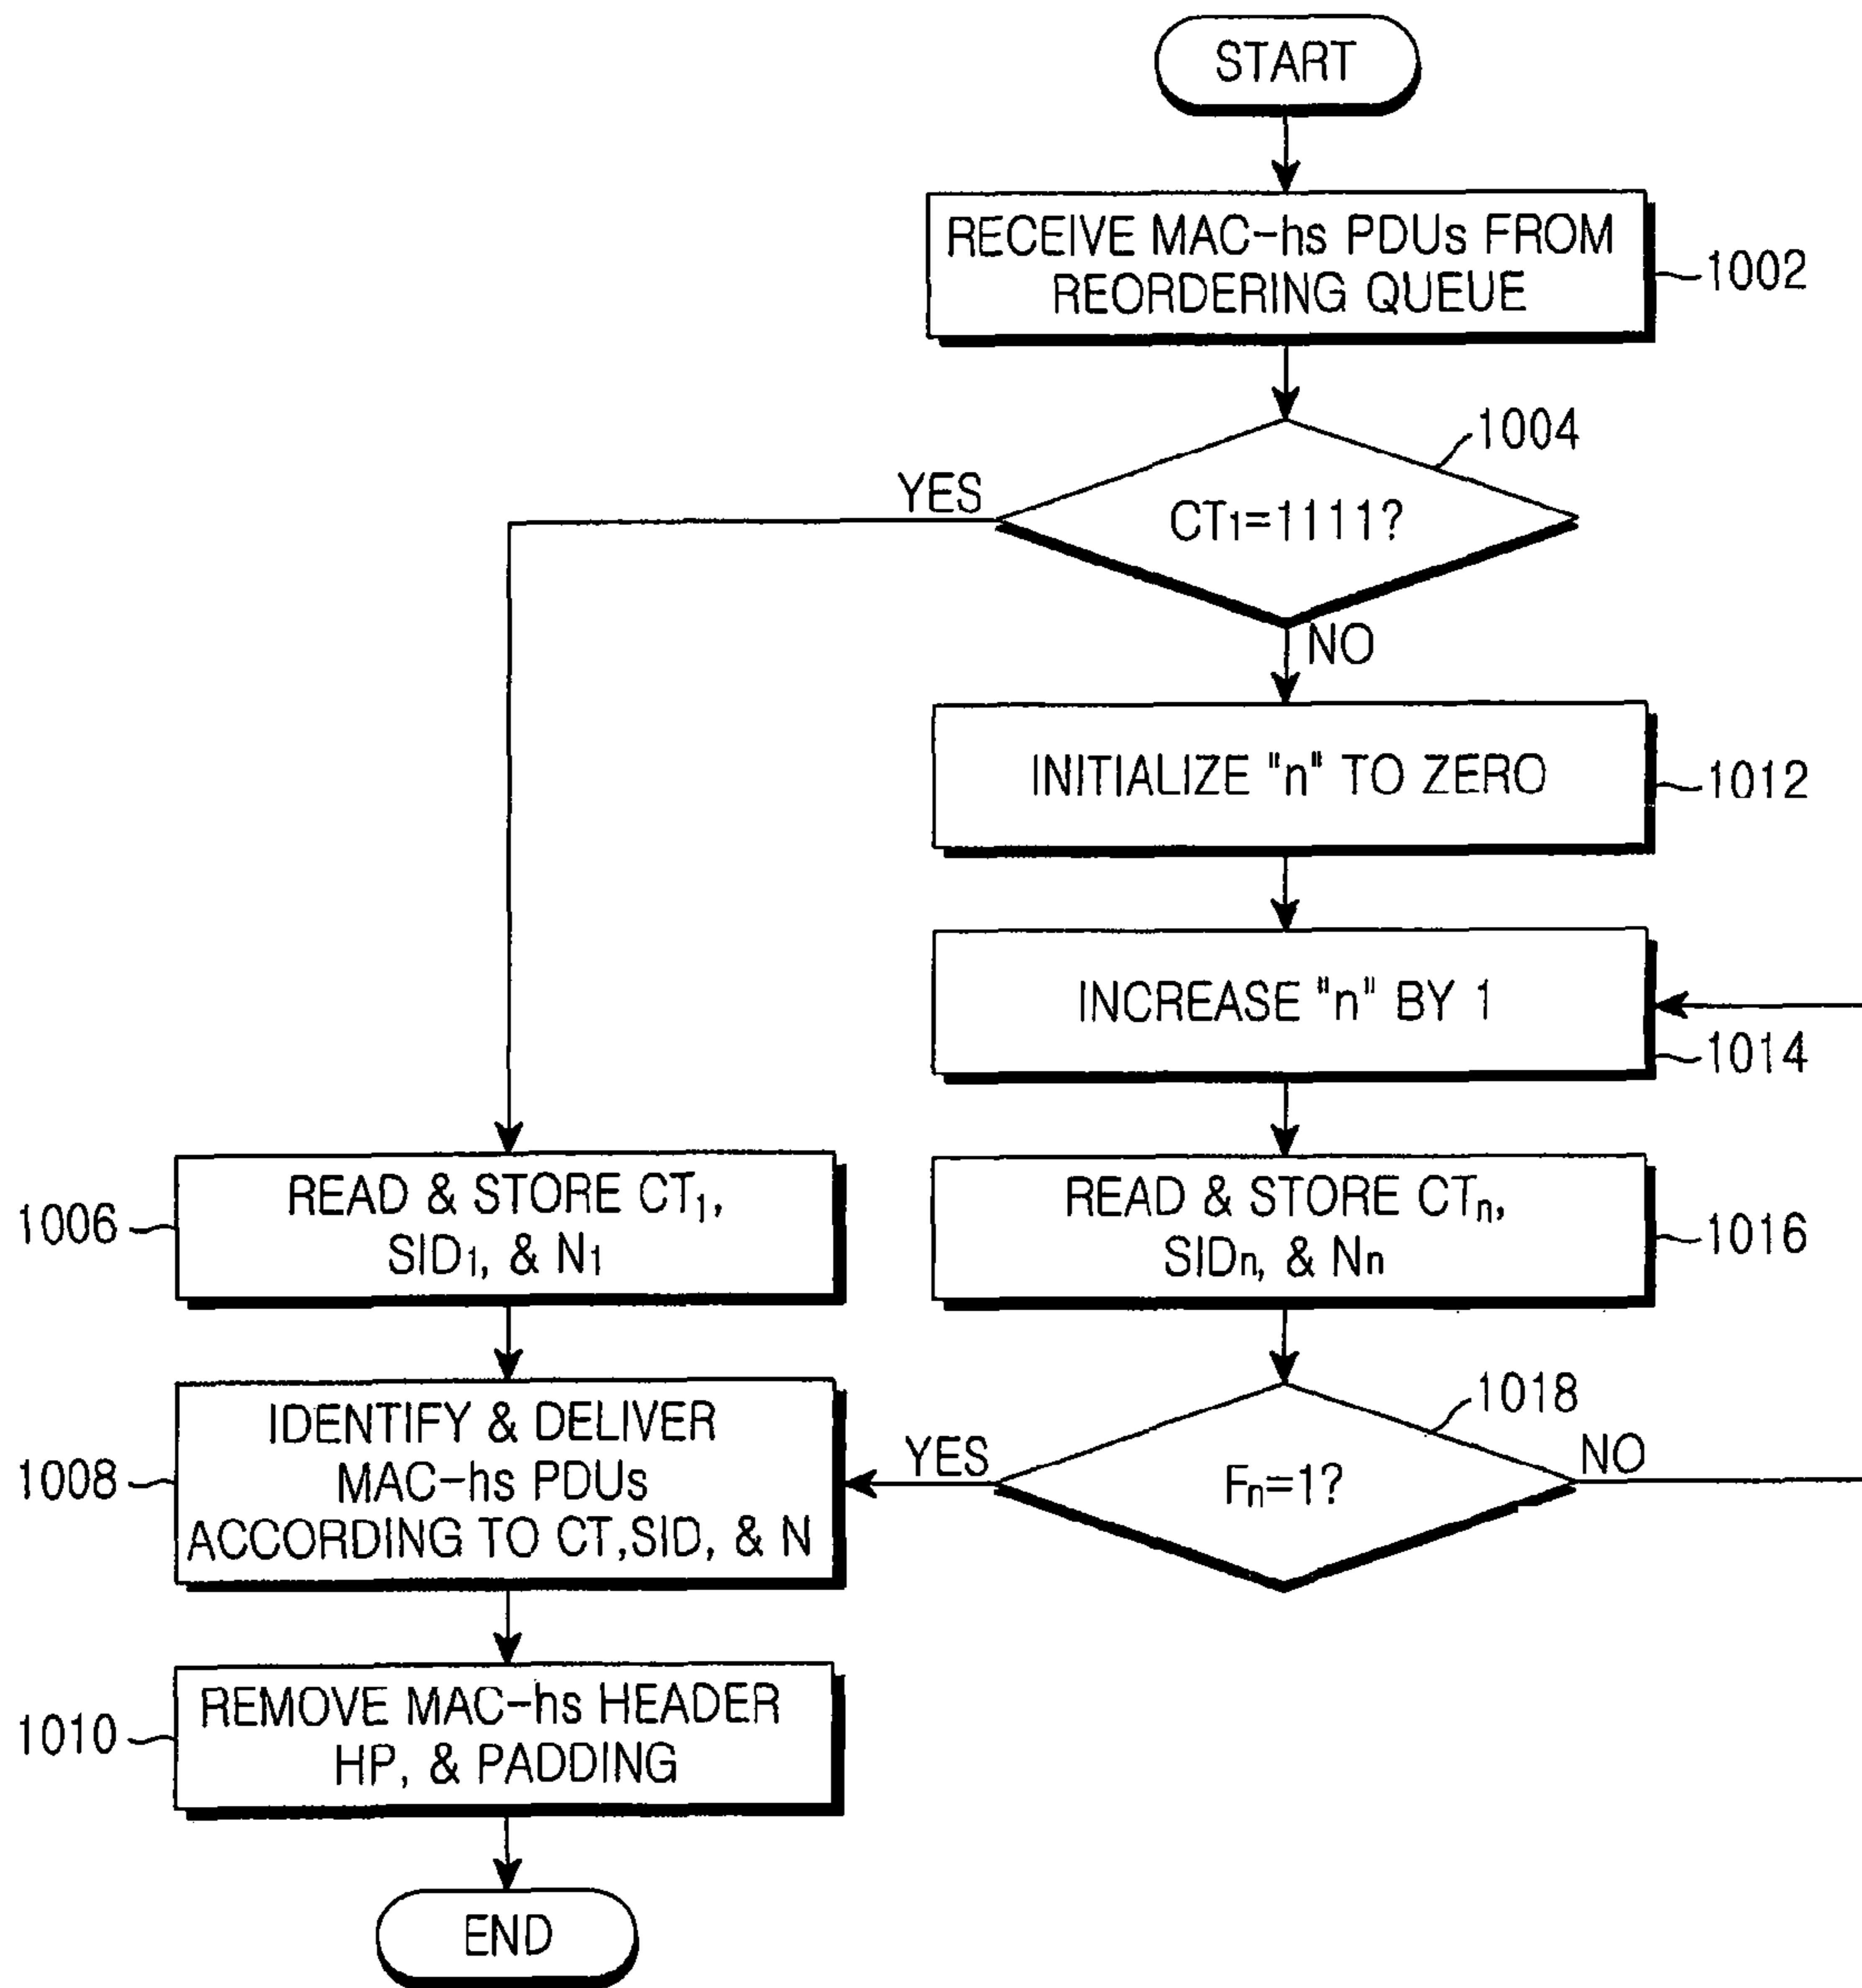 START
RECEIVE MAC-hs PDUs FROM
REORDERING QUEUE
1002
1004
CT1=1111?
YES
NO
INITIALIZE "n" TO ZERO
1012
INCREASE "n" BY 1
1014
READ & STORE CT1,
SID1, & N1
1006
READ & STORE CTn,
SIDn, & Nn
1016
IDENTIFY & DELIVER
MAC-hs PDUs
ACCORDING TO CT,SID, & N
1008
YES
Fn=1?
1018
NO
REMOVE MAC-hs HEADER
HP, & PADDING
1010
END